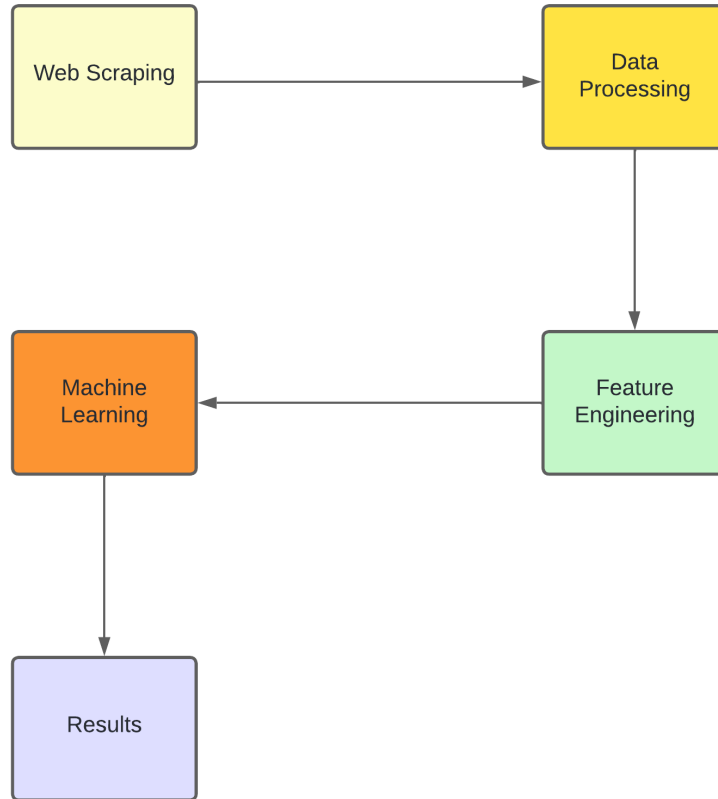 Web Scraping
Data
Processing
Feature
Engineering
Machine
Learning
Results